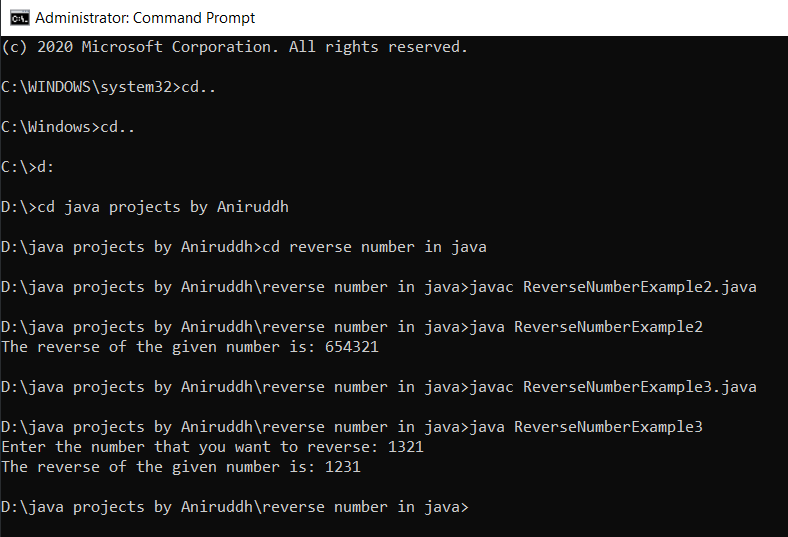 Administrator: Command Prompt
(c) 2020 Microsoft Corporation. All rights reserved.
C:\WINDOWS\system32>cd..
C:\Windows>cd..
C:\>d:
D:\>cd java projects by Aniruddh
D:\java projects by Aniruddh>cd reverse number in java
D:\java projects by Aniruddh\reverse number in java>javac ReverseNumberExample2.java
D:\java projects by Aniruddh\reverse number in java>java ReverseNumberExample2
The reverse of the given number is: 654321
D:\java projects by Aniruddh\reverse number in java>javac ReverseNumberExample3.java
D:\java projects by Aniruddh\reverse number in java>java ReverseNumberExample3
Enter the number that you want to reverse: 1321
The reverse of the given number is: 1231
D:\java projects by Aniruddh\reverse number in java>